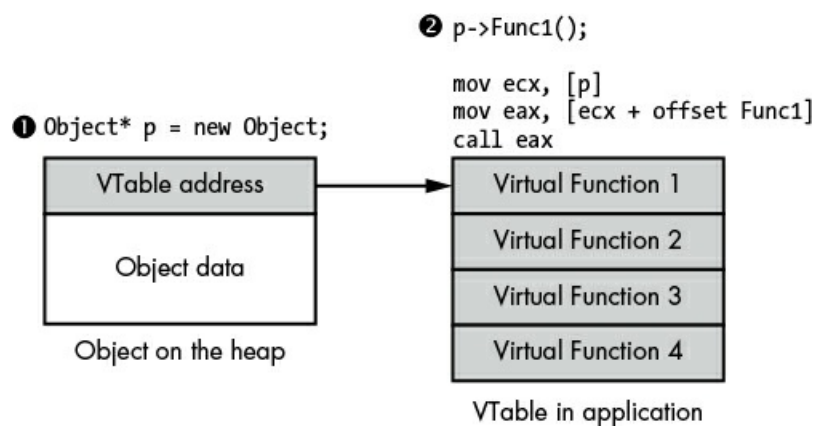 ❶ Object* p = new Object;
VTable address
Object data
Object on the heap
❷ p->Func1();
mov ecx, [p]
mov eax, [ecx + offset Func1]
call eax
Virtual Function 1
Virtual Function 2
Virtual Function 3
Virtual Function 4
VTable in application